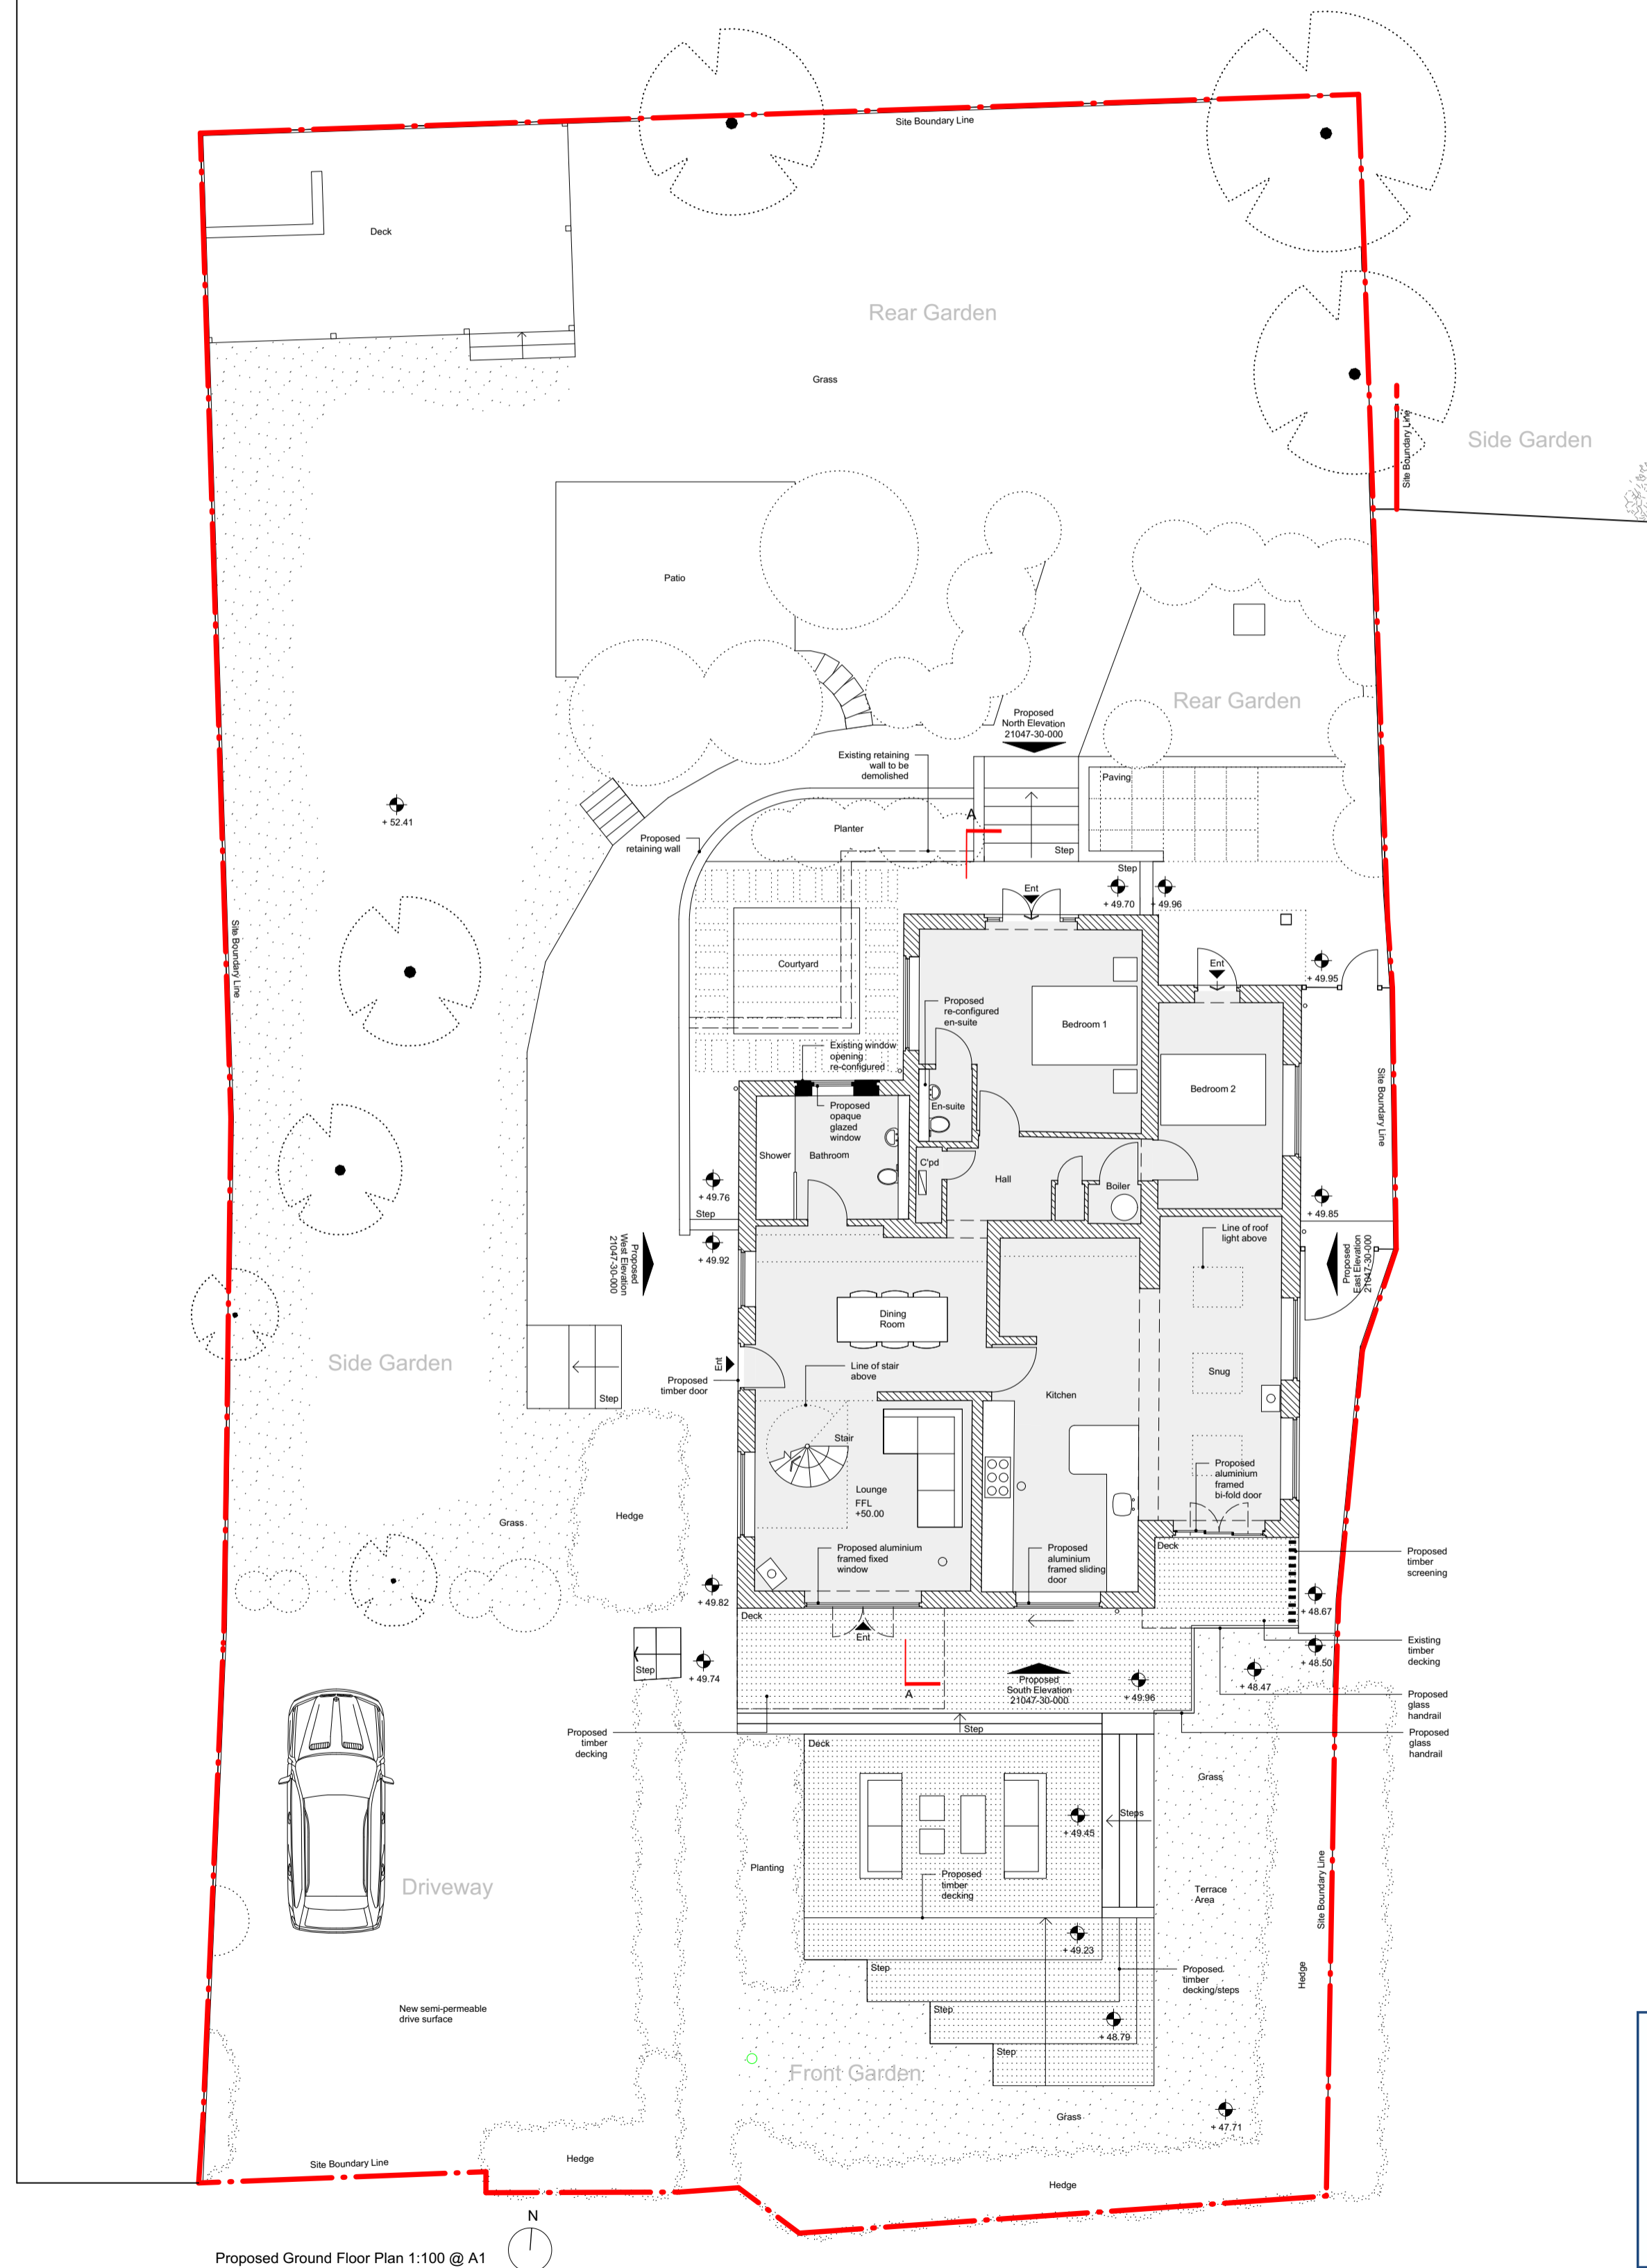 Site Boundary Line
Deck
Rear Garden
Grass
Site Boundary Line
Side Garden
Patio
Rear Garden
Proposed
North Elevation
21047-30-000
Existing retaining
wall to be
demolished
Paving
+ 52.41
Planter
A
Proposed
retaining wall
Step
Step
Ent
+ 49.70
+ 49.96
Site Boundary Line
Courtyard
Ent
+ 49.95
Proposed
re-configured
en-suite
Bedroom 1
Existing window
opening
re-configured
Bedroom 2
Site Boundary Line
Proposed
opaque
glazed
window
En-suite
Shower
Bathroom
C'pd
Hall
Boiler
+ 49.76
Step
+ 49.85
+ 49.92
Line of roof
light above
Proposed
West Elevation
21047-30-000
Proposed
East Elevation
21047-30-000
Dining
Room
Side Garden
Ent
Line of stair
above
Snug
Proposed
timber door
Kitchen
Step
Stair
Proposed
aluminium
framed
bi-fold door
Lounge
FFL
+50.00
Grass
Hedge
Proposed aluminium
framed fixed
window
Proposed
aluminium
framed sliding
door
Deck
Proposed
timber
screening
+ 49.82
+ 48.67
Deck
Ent
Existing
timber
decking
+ 48.50
Step
+ 49.74
Proposed
South Elevation
21047-30-000
+ 48.47
+ 49.96
A
Proposed
glass
handrail
Proposed
timber
decking
Step
Proposed
glass
handrail
Deck
Grass
Steps
+ 49.45
Planting
Proposed
timber
decking
Driveway
Terrace
Area
Site Boundary Line
+ 49.23
Step
Proposed
timber
decking/steps
Hedge
New semi-permeable
drive surface
Step
+ 48.79
Step
Front Garden
Grass
+ 47.71
Site Boundary Line
Hedge
Hedge
N
Proposed Ground Floor Plan 1:100 @ A1